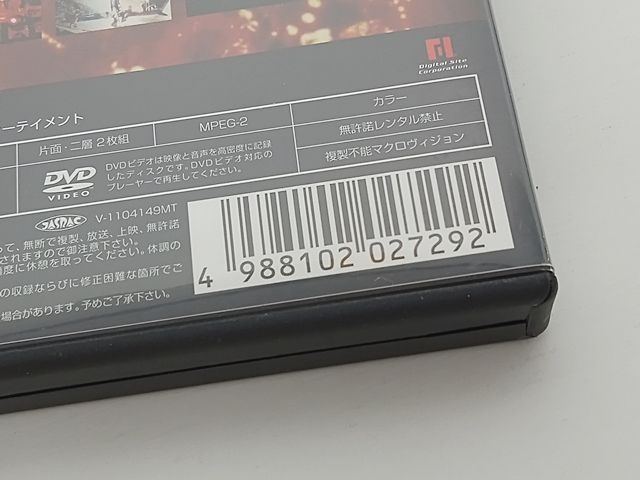 Digital Site
Corporation
ーテイメント
片面・二層 2枚組
MPEG-2
カラー
無許諾レンタル禁止
複製不能マクロヴィジョン
DVD
VIDEO
DVDビデオは映像と音声を高密度に記録
したディスクです。DVDビデオ対応の
プレーヤーで再生してください。
JASRAC
V-1104149MT
って、無断で複製、放送、上映、無許諾
されますので御注意下さい。
度に休憩を取ってください。体調の
の収録ならびに修正困難な箇所でご
場合があります。予めご了承下さい。
4 988102 027292